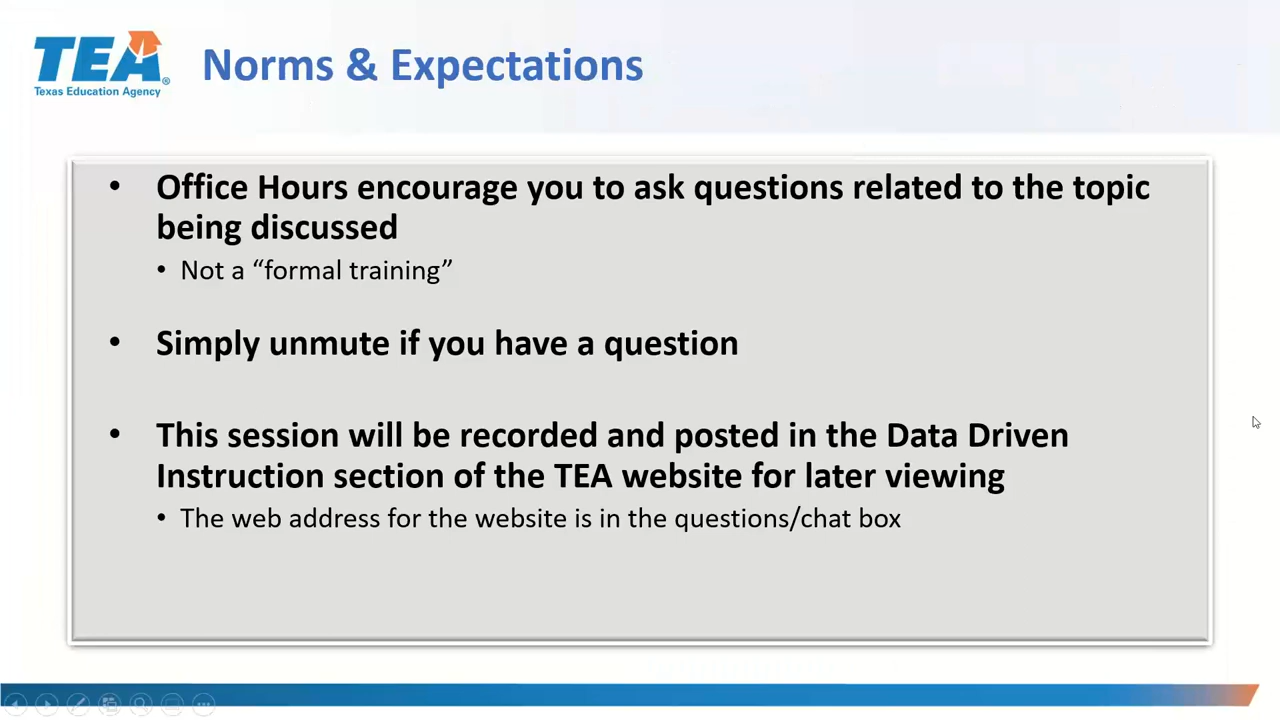 TEA®
Texas Education Agency
Norms & Expectations
• Office Hours encourage you to ask questions related to the topic
being discussed
• Not a “formal training”
• Simply unmute if you have a question
• This session will be recorded and posted in the Data Driven
Instruction section of the TEA website for later viewing
• The web address for the website is in the questions/chat box